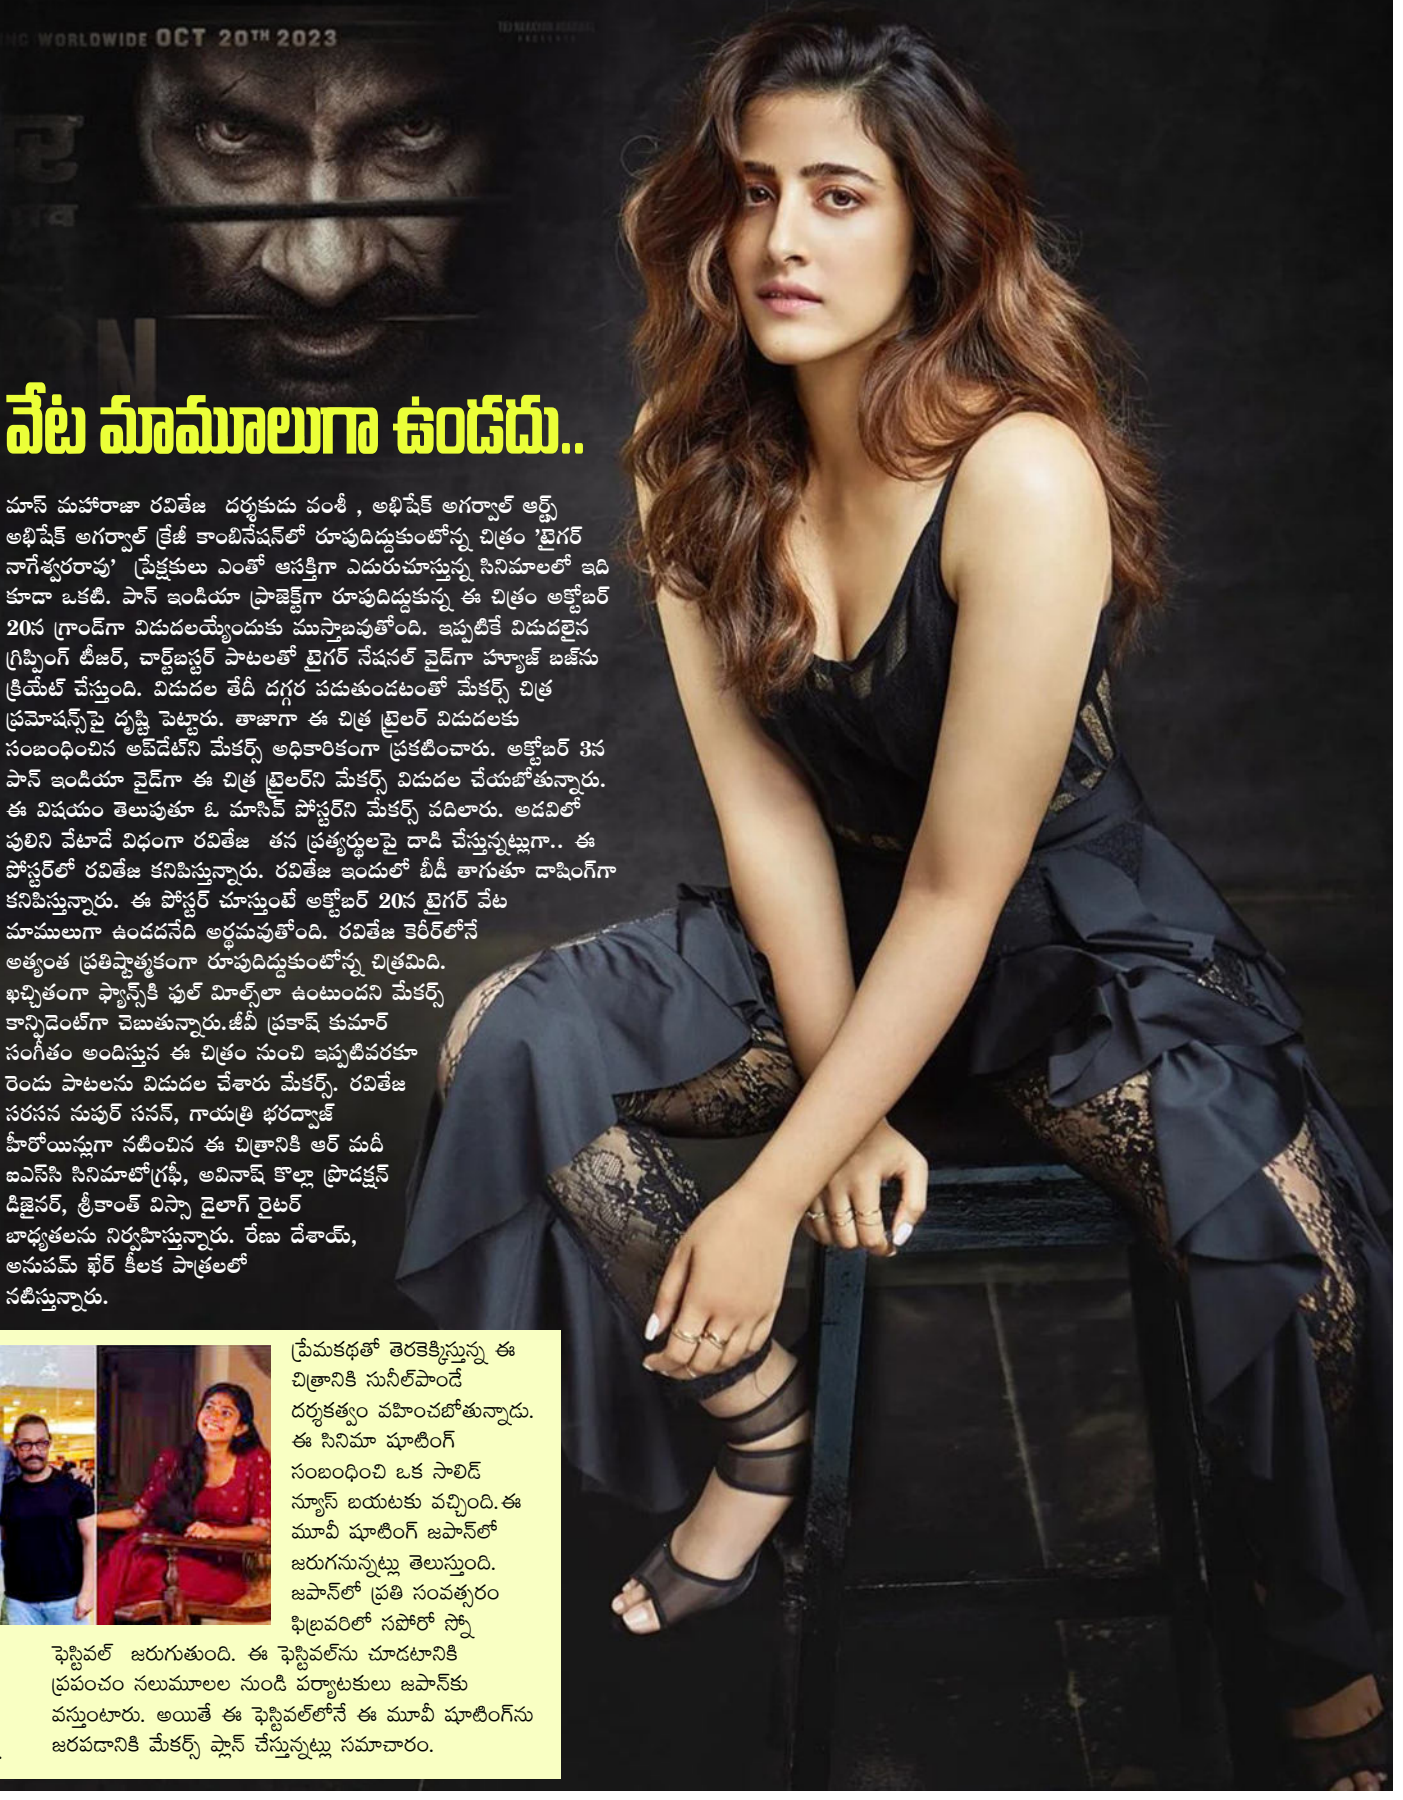 NG WORLDWIDE OCT 20TH 2023
వేట మామూలుగా ఉండదు..
మాస్ మహారాజా రవితేజ దర్శకుడు వంశీ , అభిషేక్ అగర్వాల్ ఆర్ట్స్
అభిషేక్ అగర్వాల్ క్రేజీ కాంబినేషన్‌లో రూపుదిద్దుకుంటోన్న చిత్రం 'టైగర్
నాగేశ్వరరావు' ప్రేక్షకులు ఎంతో ఆసక్తిగా ఎదురుచూస్తున్న సినిమాలలో ఇది
కూడా ఒకటి. పాన్ ఇండియా ప్రాజెక్ట్‌గా రూపుదిద్దుకున్న ఈ చిత్రం అక్టోబర్
20న గ్రాండ్‌గా విడుదలయ్యేందుకు ముస్తాబవుతోంది. ఇప్పటికే విడుదలైన
గ్రిప్పింగ్ టీజర్, చార్ట్‌బస్టర్ పాటలతో టైగర్ నేషనల్ వైడ్‌గా హ్యూజ్ బజ్‌ను
క్రియేట్ చేస్తుంది. విడుదల తేదీ దగ్గర పడుతుండటంతో మేకర్స్ చిత్ర
ప్రమోషన్స్‌పై దృష్టి పెట్టారు. తాజాగా ఈ చిత్ర ట్రైలర్ విడుదలకు
సంబంధించిన అప్‌డేట్‌ని మేకర్స్ అధికారికంగా ప్రకటించారు. అక్టోబర్ 3న
పాన్ ఇండియా వైడ్‌గా ఈ చిత్ర ట్రైలర్‌ని మేకర్స్ విడుదల చేయబోతున్నారు.
ఈ విషయం తెలుపుతూ ఓ మాసివ్ పోస్టర్‌ని మేకర్స్ వదిలారు. అడవిలో
పులిని వేటాడే విధంగా రవితేజ తన ప్రత్యర్థులపై దాడి చేస్తున్నట్లుగా.. ఈ
పోస్టర్‌లో రవితేజ కనిపిస్తున్నారు. రవితేజ ఇందులో బీడీ తాగుతూ డాషింగ్‌గా
కనిపిస్తున్నారు. ఈ పోస్టర్ చూస్తుంటే అక్టోబర్ 20న టైగర్ వేట
మాములుగా ఉండదనేది అర్థమవుతోంది. రవితేజ కెరీర్‌లోనే
అత్యంత ప్రతిష్టాత్మకంగా రూపుదిద్దుకుంటోన్న చిత్రమిది.
ఖచ్చితంగా ఫ్యాన్స్‌కి ఫుల్ మీల్స్‌లా ఉంటుందని మేకర్స్
కాన్ఫిడెంట్‌గా చెబుతున్నారు.జీవీ ప్రకాష్ కుమార్
సంగీతం అందిస్తున ఈ చిత్రం నుంచి ఇప్పటివరకూ
రెండు పాటలను విడుదల చేశారు మేకర్స్. రవితేజ
సరసన నుపుర్ సనన్, గాయత్రి భరద్వాజ్
హీరోయిన్లుగా నటించిన ఈ చిత్రానికి ఆర్ మదీ
ఐఎస్‌సి సినిమాటోగ్రఫీ, అవినాష్ కొల్లా ప్రొడక్షన్
డిజైనర్, శ్రీకాంత్ విస్సా డైలాగ్ రైటర్
బాధ్యతలను నిర్వహిస్తున్నారు. రేణు దేశాయ్,
అనుపమ్ ఖేర్ కీలక పాత్రలలో
నటిస్తున్నారు.
ప్రేమకథతో తెరకెక్కిస్తున్న ఈ
చిత్రానికి సునీల్‌పాండే
దర్శకత్వం వహించబోతున్నాడు.
ఈ సినిమా షూటింగ్
సంబంధించి ఒక సాలిడ్
న్యూస్ బయటకు వచ్చింది.ఈ
మూవీ షూటింగ్ జపాన్‌లో
జరుగనున్నట్లు తెలుస్తుంది.
జపాన్‌లో ప్రతి సంవత్సరం
ఫిబ్రవరిలో సపోరో స్నో
ఫెస్టివల్ జరుగుతుంది. ఈ ఫెస్టివల్‌ను చూడటానికి
ప్రపంచం నలుమూలల నుండి పర్యాటకులు జపాన్‌కు
వస్తుంటారు. అయితే ఈ ఫెస్టివల్‌లోనే ఈ మూవీ షూటింగ్‌ను
జరపడానికి మేకర్స్ ప్లాన్ చేస్తున్నట్లు సమాచారం.